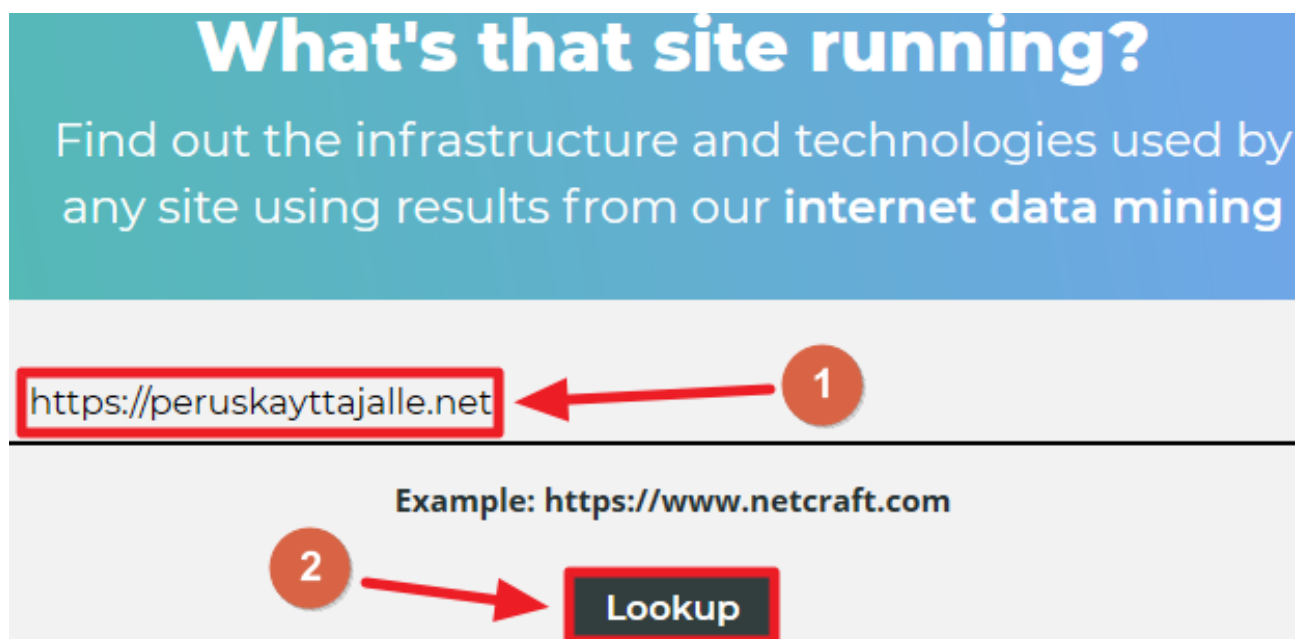 What's that site running?
Find out the infrastructure and technologies used by
any site using results from our internet data mining
https://peruskayttajalle.net
1
Example: https://www.netcraft.com
2
Lookup